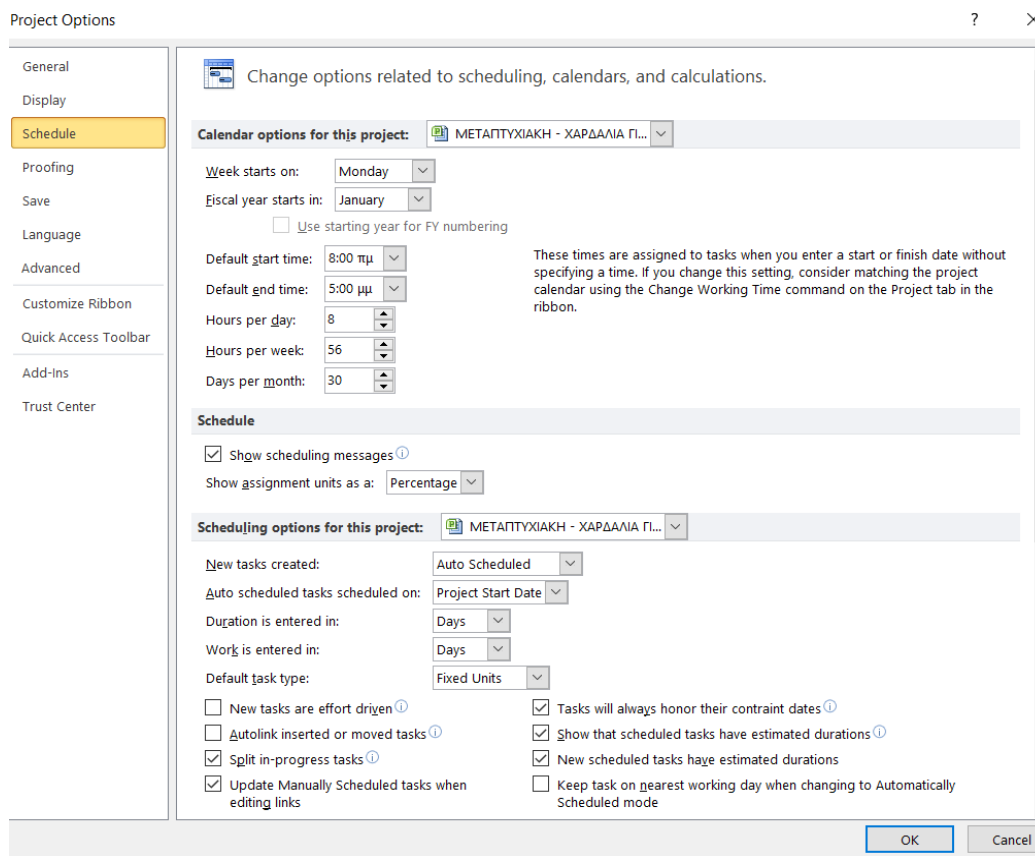 Project Options
?
General
Display
Schedule
Proofing
Save
Language
Advanced
Customize Ribbon
Quick Access Toolbar
Add-Ins
Trust Center
Change options related to scheduling, calendars, and calculations.
Calendar options for this project: ΜΕΤΑΠΤΥΧΙΑΚΗ - ΧΑΡΔΑΛΙΑ ΓΙ...
Week starts on: Monday
Fiscal year starts in: January
Use starting year for FY numbering
Default start time: 8:00 πμ
Default end time: 5:00 μμ
Hours per day: 8
Hours per week: 56
Days per month: 30
These times are assigned to tasks when you enter a start or finish date without
specifying a time. If you change this setting, consider matching the project
calendar using the Change Working Time command on the Project tab in the
ribbon.
Schedule
Show scheduling messages
Show assignment units as a: Percentage
Scheduling options for this project: ΜΕΤΑΠΤΥΧΙΑΚΗ - ΧΑΡΔΑΛΙΑ ΓΙ...
New tasks created: Auto Scheduled
Auto scheduled tasks scheduled on: Project Start Date
Duration is entered in: Days
Work is entered in: Days
Default task type: Fixed Units
New tasks are effort driven
Autolink inserted or moved tasks
Split in-progress tasks
Update Manually Scheduled tasks when
editing links
Tasks will always honor their contraint dates
Show that scheduled tasks have estimated durations
New scheduled tasks have estimated durations
Keep task on nearest working day when changing to Automatically
Scheduled mode
OK
Cancel